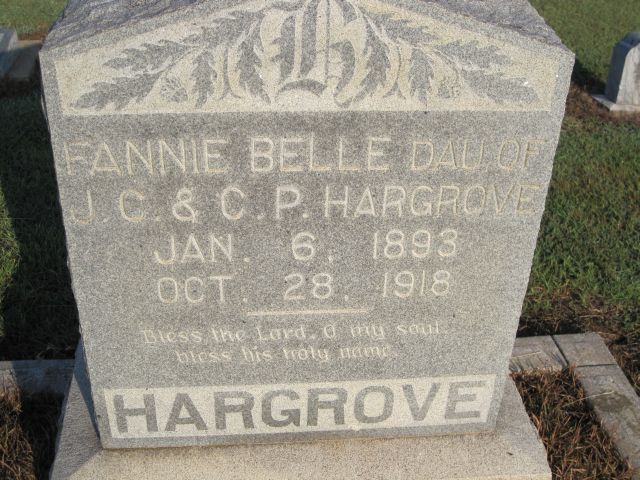 H
FANNIE BELLE DAU. OF
J. C. & C. P. HARGROVE
JAN. 6, 1893
OCT. 28, 1918
Bless the Lord, O my soul.
bless his holy name.
HARGROVE